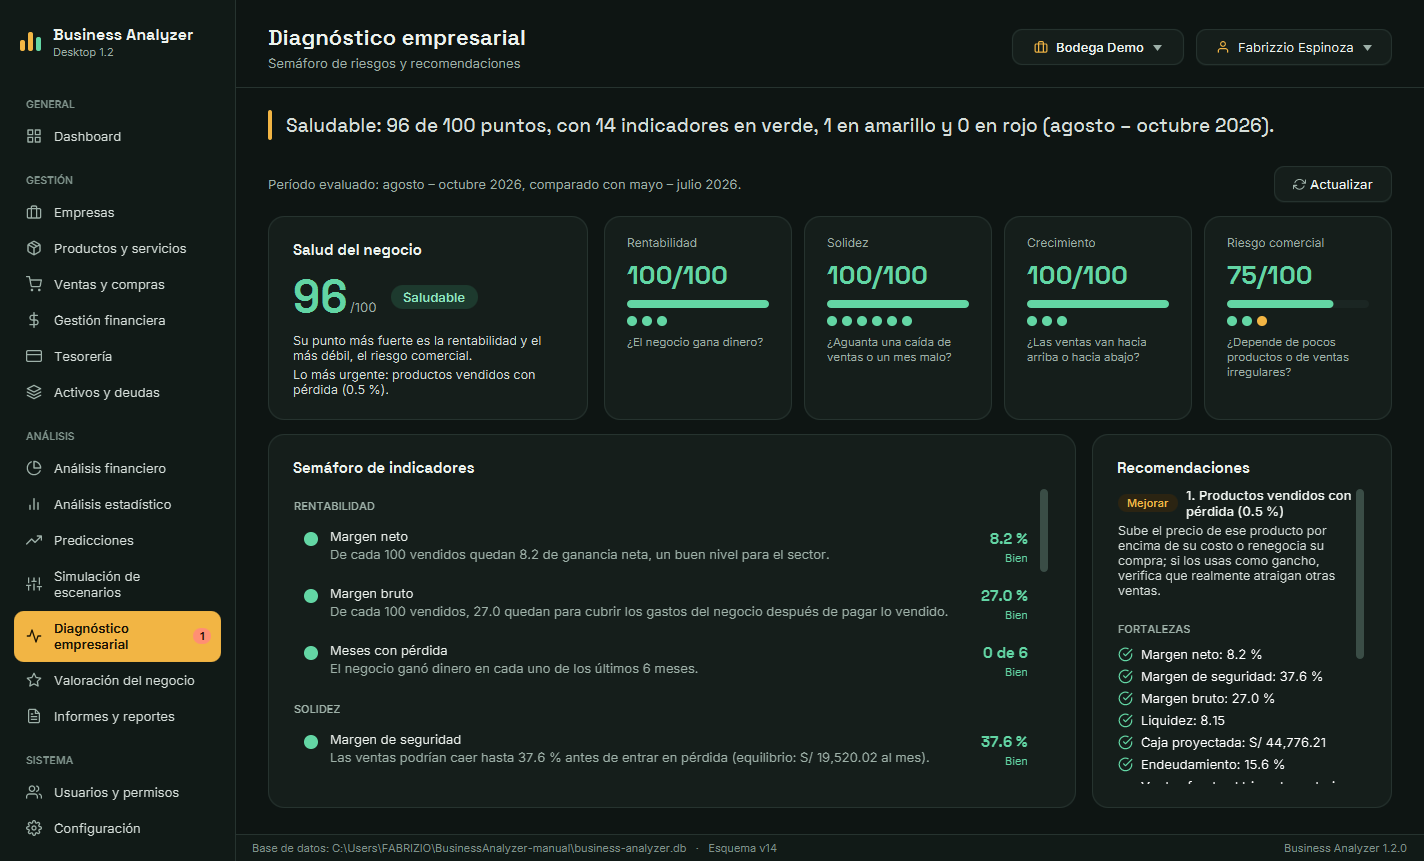 Business Analyzer
Desktop 1.2
GENERAL
Dashboard
GESTIÓN
Empresas
Productos y servicios
Ventas y compras
Gestión financiera
Tesorería
Activos y deudas
ANÁLISIS
Análisis financiero
Análisis estadístico
Predicciones
Simulación de
escenarios
Diagnóstico
empresarial
1
Valoración del negocio
Informes y reportes
SISTEMA
Usuarios y permisos
Configuración
Diagnóstico empresarial
Semáforo de riesgos y recomendaciones
Bodega Demo
Fabrizzio Espinoza
Saludable: 96 de 100 puntos, con 14 indicadores en verde, 1 en amarillo y 0 en rojo (agosto – octubre 2026).
Período evaluado: agosto – octubre 2026, comparado con mayo – julio 2026.
Actualizar
Salud del negocio
96 /100
Saludable
Su punto más fuerte es la rentabilidad y el
más débil, el riesgo comercial.
Lo más urgente: productos vendidos con
pérdida (0.5 %).
Rentabilidad
100/100
¿El negocio gana dinero?
Solidez
100/100
¿Aguanta una caída de
ventas o un mes malo?
Crecimiento
100/100
¿Las ventas van hacia
arriba o hacia abajo?
Riesgo comercial
75/100
¿Depende de pocos
productos o de ventas
irregulares?
Semáforo de indicadores
RENTABILIDAD
Margen neto
De cada 100 vendidos quedan 8.2 de ganancia neta, un buen nivel para el sector.
8.2 %
Bien
Margen bruto
De cada 100 vendidos, 27.0 quedan para cubrir los gastos del negocio después de pagar lo vendido.
27.0 %
Bien
Meses con pérdida
El negocio ganó dinero en cada uno de los últimos 6 meses.
0 de 6
Bien
SOLIDEZ
Margen de seguridad
Las ventas podrían caer hasta 37.6 % antes de entrar en pérdida (equilibrio: S/ 19,520.02 al mes).
37.6 %
Bien
Recomendaciones
Mejorar
1. Productos vendidos con
pérdida (0.5 %)
Sube el precio de ese producto por
encima de su costo o renegocia su
compra; si los usas como gancho,
verifica que realmente atraigan otras
ventas.
FORTALEZAS
Margen neto: 8.2 %
Margen de seguridad: 37.6 %
Margen bruto: 27.0 %
Liquidez: 8.15
Caja proyectada: S/ 44,776.21
Endeudamiento: 15.6 %
Base de datos: C:\Users\FABRIZIO\BusinessAnalyzer-manual\business-analyzer.db · Esquema v14
Business Analyzer 1.2.0